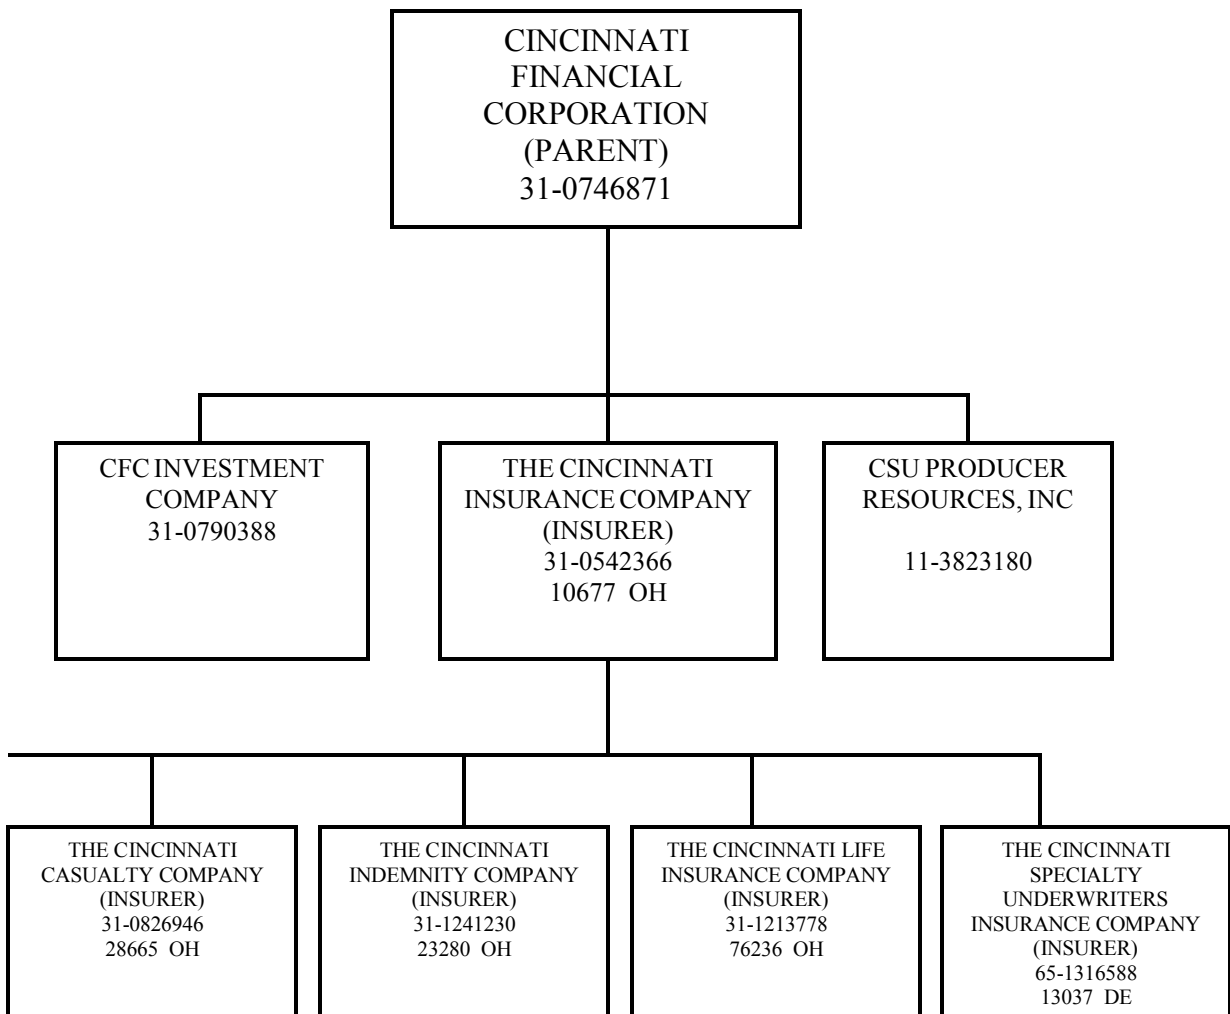 CINCINNATI
FINANCIAL
CORPORATION
(PARENT)
31-0746871
CFC INVESTMENT
COMPANY
31-0790388
THE CINCINNATI
INSURANCE COMPANY
(INSURER)
31-0542366
10677 OH
CSU PRODUCER
RESOURCES, INC
11-3823180
THE CINCINNATI
CASUALTY COMPANY
(INSURER)
31-0826946
28665 OH
THE CINCINNATI
INDEMNITY COMPANY
(INSURER)
31-1241230
23280 OH
THE CINCINNATI LIFE
INSURANCE COMPANY
(INSURER)
31-1213778
76236 OH
THE CINCINNATI
SPECIALTY
UNDERWRITERS
INSURANCE COMPANY
(INSURER)
65-1316588
13037 DE